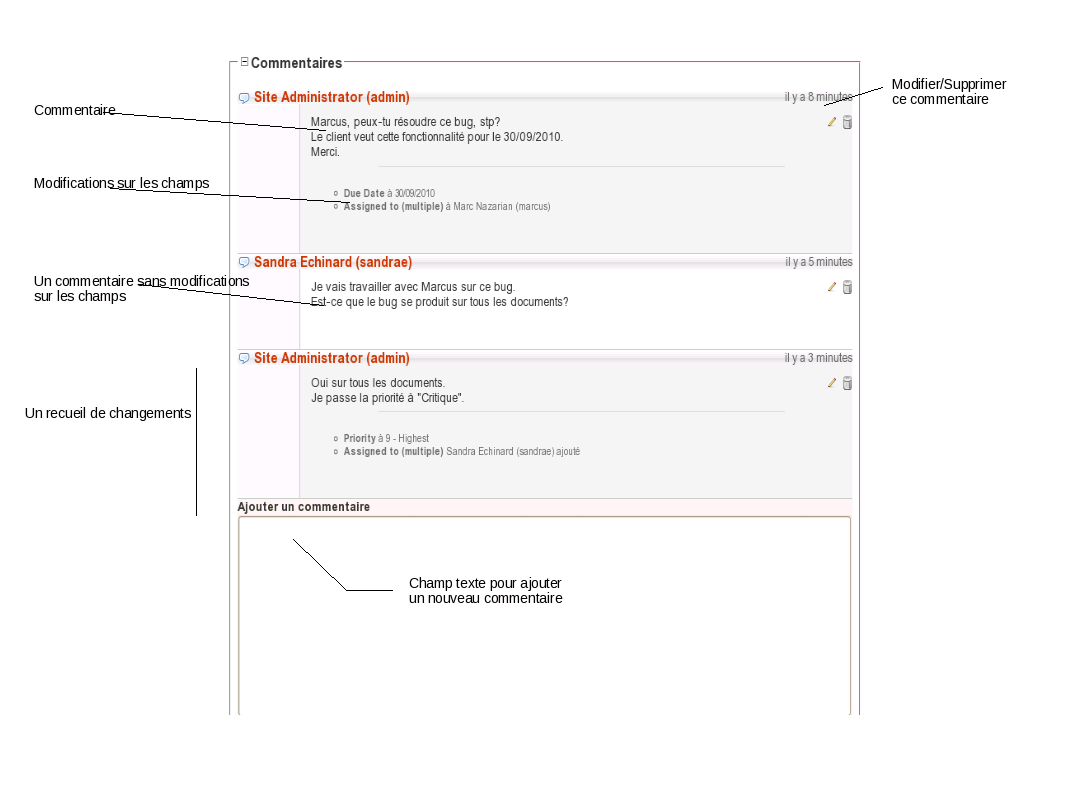 Commentaires
Site Administrator (admin)
il y a 8 minutes
Modifier/Supprimer
ce commentaire
Commentaire
Marcus, peux-tu résoudre ce bug, stp?
Le client veut cette fonctionnalité pour le 30/09/2010.
Merci.
Modifications sur les champs
Due Date à 30/09/2010
Assigned to (multiple) à Marc Nazarian (marcus)
Sandra Echinard (sandrae)
il y a 5 minutes
Un commentaire sans modifications
sur les champs
Je vais travailler avec Marcus sur ce bug.
Est-ce que le bug se produit sur tous les documents?
Site Administrator (admin)
il y a 3 minutes
Oui sur tous les documents.
Je passe la priorité à "Critique".
Un recueil de changements
Priority à 9 - Highest
Assigned to (multiple) Sandra Echinard (sandrae) ajouté
Ajouter un commentaire
Champ texte pour ajouter
un nouveau commentaire